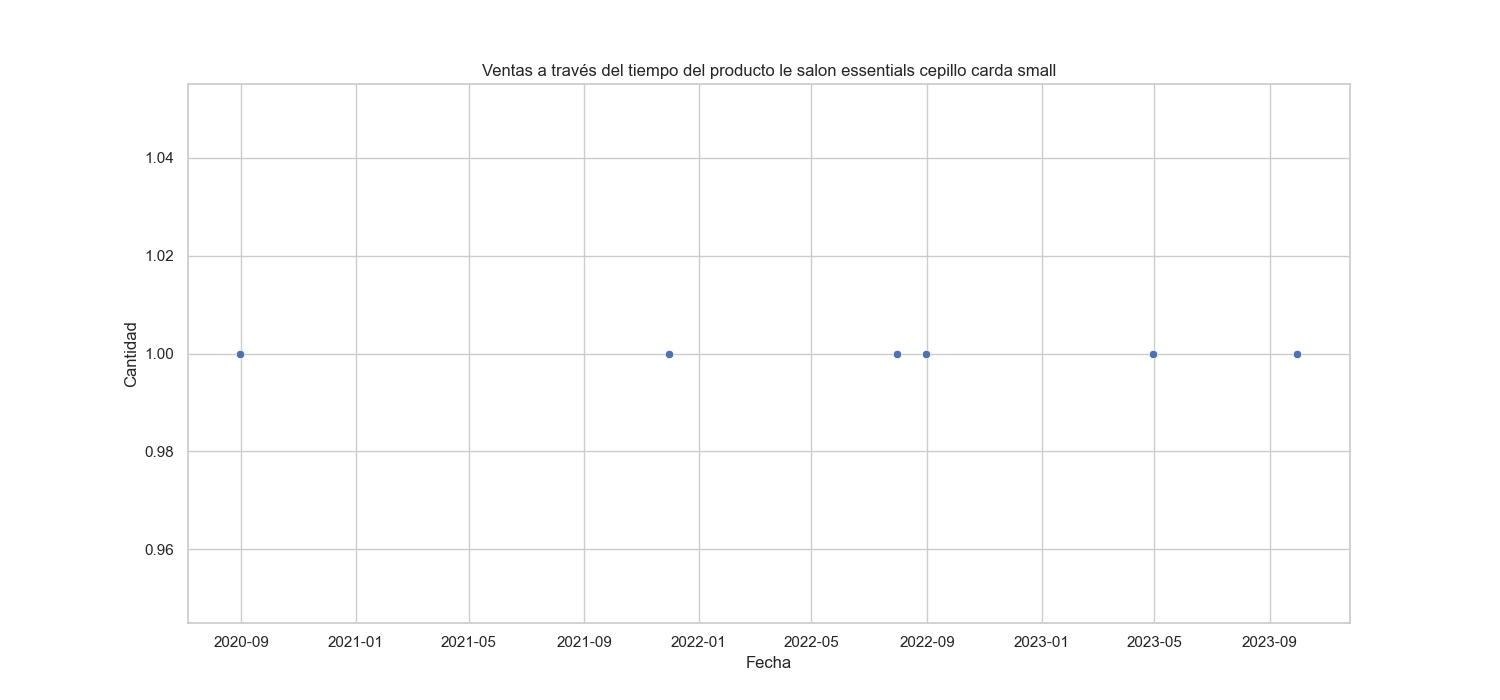 Ventas a través del tiempo del producto le salon essentials cepillo carda small
1.04
1.02
1.00
0.98
0.96
Cantidad
2020-09 2021-01 2021-05 2021-09 2022-01 2022-05 2022-09 2023-01 2023-05 2023-09
Fecha